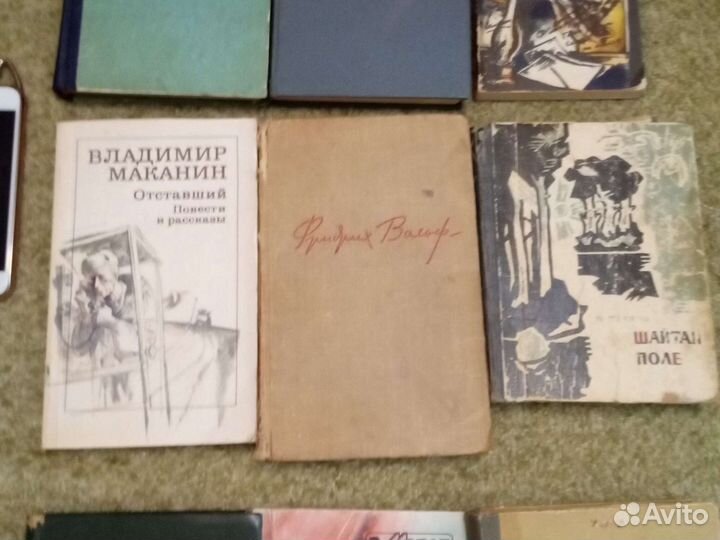 ВЛАДИМИР
МАКАНИН
Отставший
Повести
и рассказы
Фридрих Вольф
ШАЙТАН
ПОЛЕ
Avito